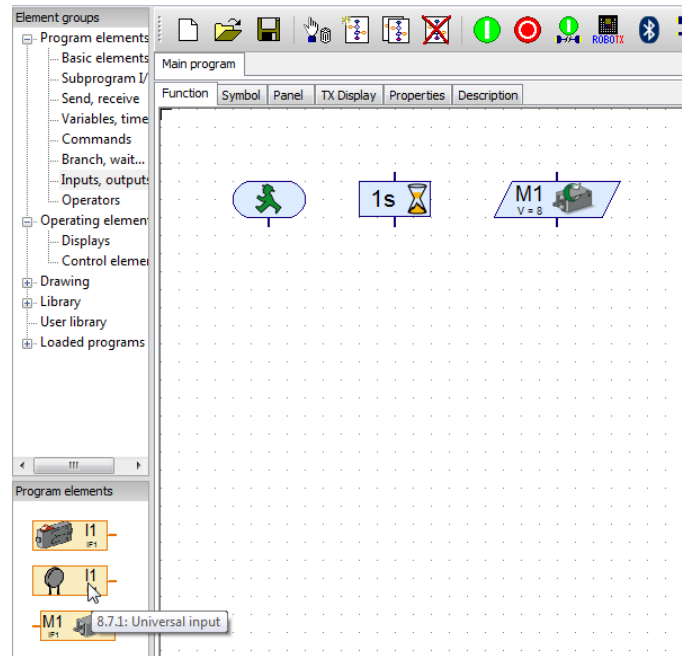 Element groups
Program elements
Basic elements
Subprogram I/
Send, receive
Variables, time
Commands
Branch, wait...
Inputs, outputs
Operators
Operating elemen
Displays
Control eleme
Drawing
Library
User library
Loaded programs
ROBOTX
Main program
Function Symbol Panel TX Display Properties Description
1s
M1
V = 8
Program elements
I1
IF1
I1
M1
IF1
8.7.1: Universal input